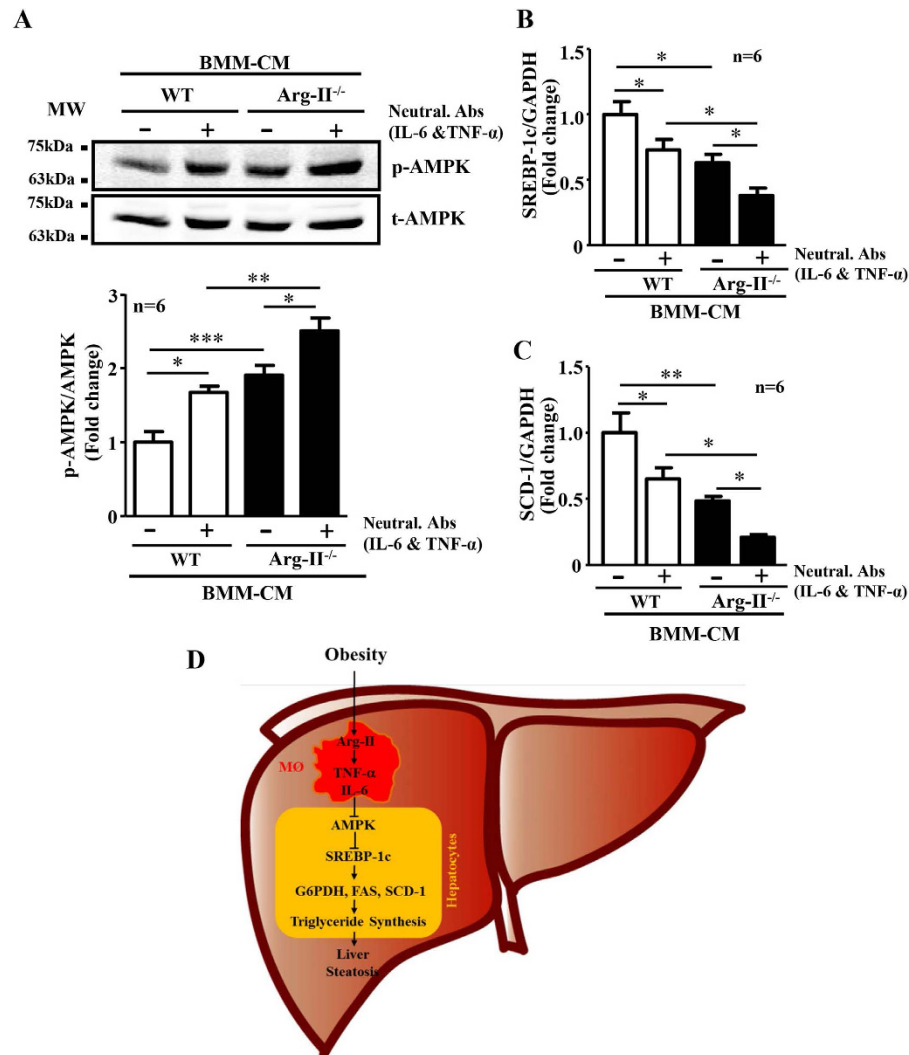 A
BMM-CM
WT Arg-II-/-
MW
Neutral. Abs
(IL-6 &TNF-α)
– + – +
75kDa
63kDa
p-AMPK
75kDa
63kDa
t-AMPK
p-AMPK/AMPK
(Fold change)
n=6
3
2
1
0
**
*
***
*
– + – +
Neutral. Abs
(IL-6 & TNF-α)
WT Arg-II-/-
BMM-CM
B
SREBP-1c/GAPDH
(Fold change)
n=6
1.5
1.0
0.5
0
*
*
*
*
– + – +
Neutral. Abs
(IL-6 & TNF-α)
WT Arg-II-/-
BMM-CM
C
SCD-1/GAPDH
(Fold change)
n=6
1.5
1.0
0.5
0
**
*
*
*
– + – +
Neutral. Abs
(IL-6 & TNF-α)
WT Arg-II-/-
BMM-CM
D
Obesity
Arg-II
MØ
TNF-α
IL-6
AMPK
SREBP-1c
G6PDH, FAS, SCD-1
Triglyceride Synthesis
Hepatocytes
Liver
Steatosis